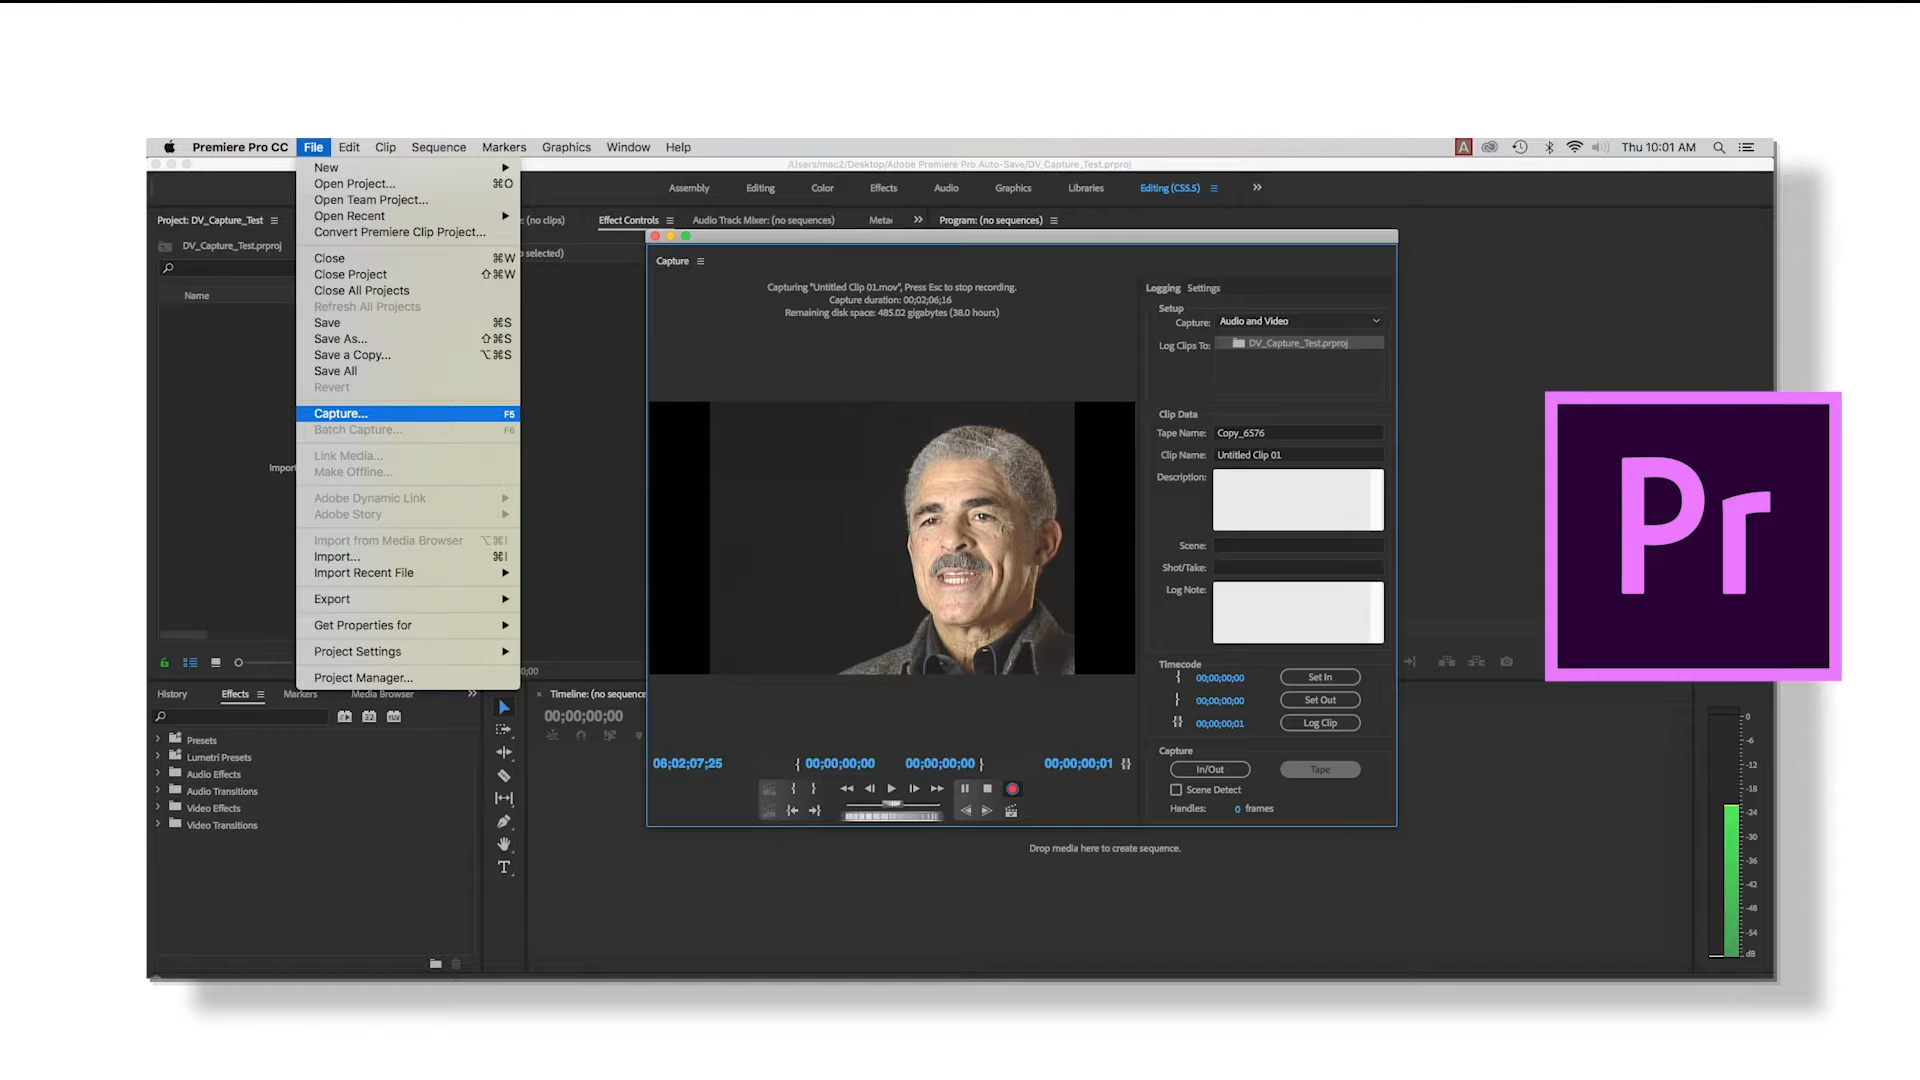 Premiere Pro CC File Edit Clip Sequence Markers Graphics Window Help Thu 10:01 AM
/Users/mac2/Desktop/Adobe Premiere Pro Auto-Save/DV_Capture_Test.prproj
Assembly Editing Color Effects Audio Graphics Libraries Editing (CS5.5)
Project: DV_Capture_Test
(no clips) Effect Controls Audio Track Mixer: (no sequences) Program: (no sequences)
DV_Capture_Test.prproj
selected)
Name
New
Open Project... ⌘O
Open Team Project...
Open Recent
Convert Premiere Clip Project...
Close ⌘W
Close Project ⇧⌘W
Close All Projects
Refresh All Projects
Save ⌘S
Save As... ⇧⌘S
Save a Copy... ⌥⌘S
Save All
Revert
Capture... F5
Batch Capture... F6
Link Media...
Make Offline...
Adobe Dynamic Link
Adobe Story
Import from Media Browser ⌥⌘I
Import... ⌘I
Import Recent File
Export
Get Properties for
Project Settings
Project Manager...
Capture
Capturing "Untitled Clip 01.mov", Press Esc to stop recording.
Capture duration: 00;02;06;16
Remaining disk space: 485.02 gigabytes (38.0 hours)
Logging Settings
Setup
Capture: Audio and Video
Log Clips To: DV_Capture_Test.prproj
Clip Data
Tape Name: Copy_6576
Clip Name: Untitled Clip 01
Description:
Scene:
Shot/Take:
Log Note:
Timecode
00;00;00;00 Set In
00;00;00;00 Set Out
00;00;00;01 Log Clip
Capture
In/Out Tape
Scene Detect
Handles: 0 frames
06;02;07;25 { 00;00;00;00 00;00;00;00 } 00;00;00;01
Pr
History Effects Markers Media Browser
Presets
Lumetri Presets
Audio Effects
Audio Transitions
Video Effects
Video Transitions
× Timeline: (no sequence
00;00;00;00
Drop media here to create sequence.
0
-6
-12
-18
-24
-30
-36
-42
-48
-54
dB